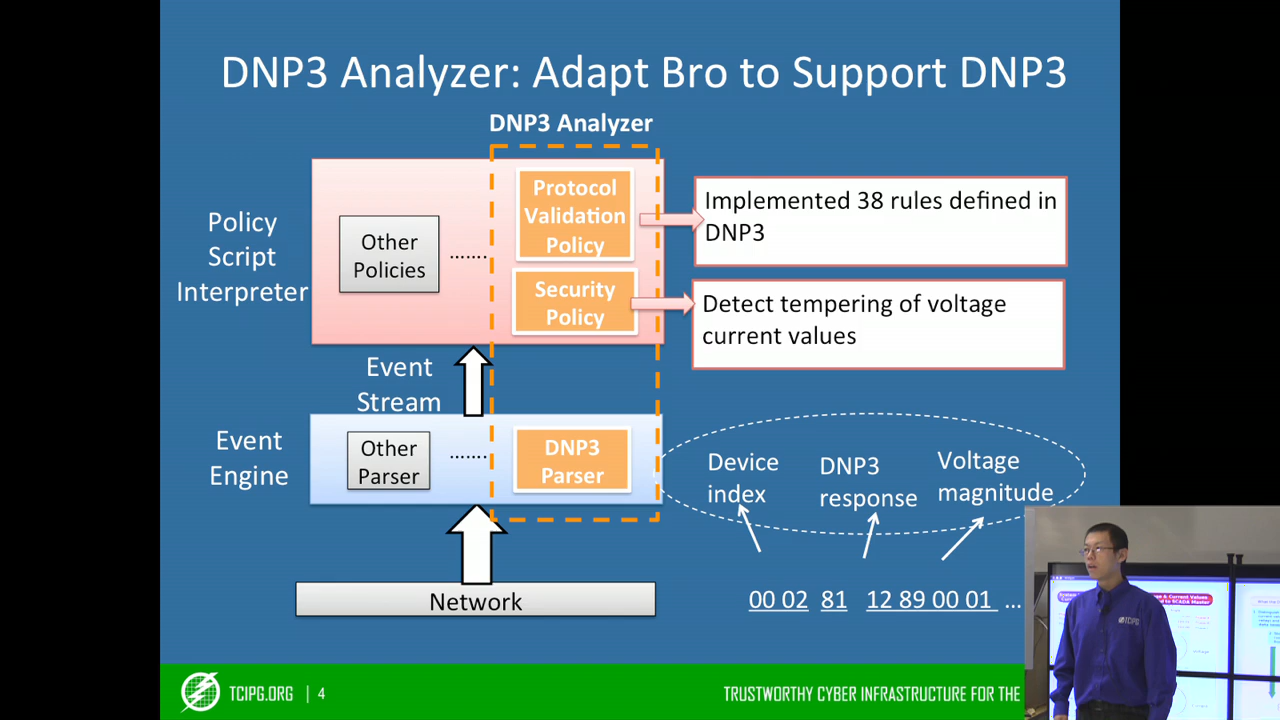 DNP3 Analyzer: Adapt Bro to Support DNP3
DNP3 Analyzer
Policy
Script
Interpreter
Other
Policies
.......
Protocol
Validation
Policy
Security
Policy
Implemented 38 rules defined in
DNP3
Detect tempering of voltage
current values
Event
Stream
Event
Engine
Other
Parser
.......
DNP3
Parser
Device
index
DNP3
response
Voltage
magnitude
Network
00 02 81 12 89 00 01 ...
TCIPG
TCIPG.ORG | 4
TRUSTWORTHY CYBER INFRASTRUCTURE FOR THE